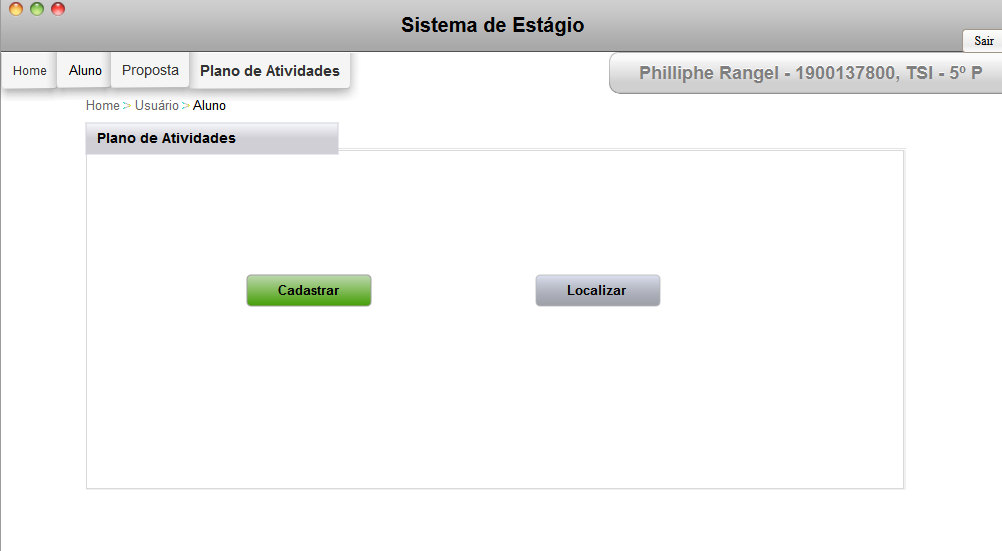 Sistema de Estágio
Sair
Home Aluno Proposta Plano de Atividades
Philliphe Rangel - 1900137800, TSI - 5º P
Home > Usuário > Aluno
Plano de Atividades
Cadastrar Localizar